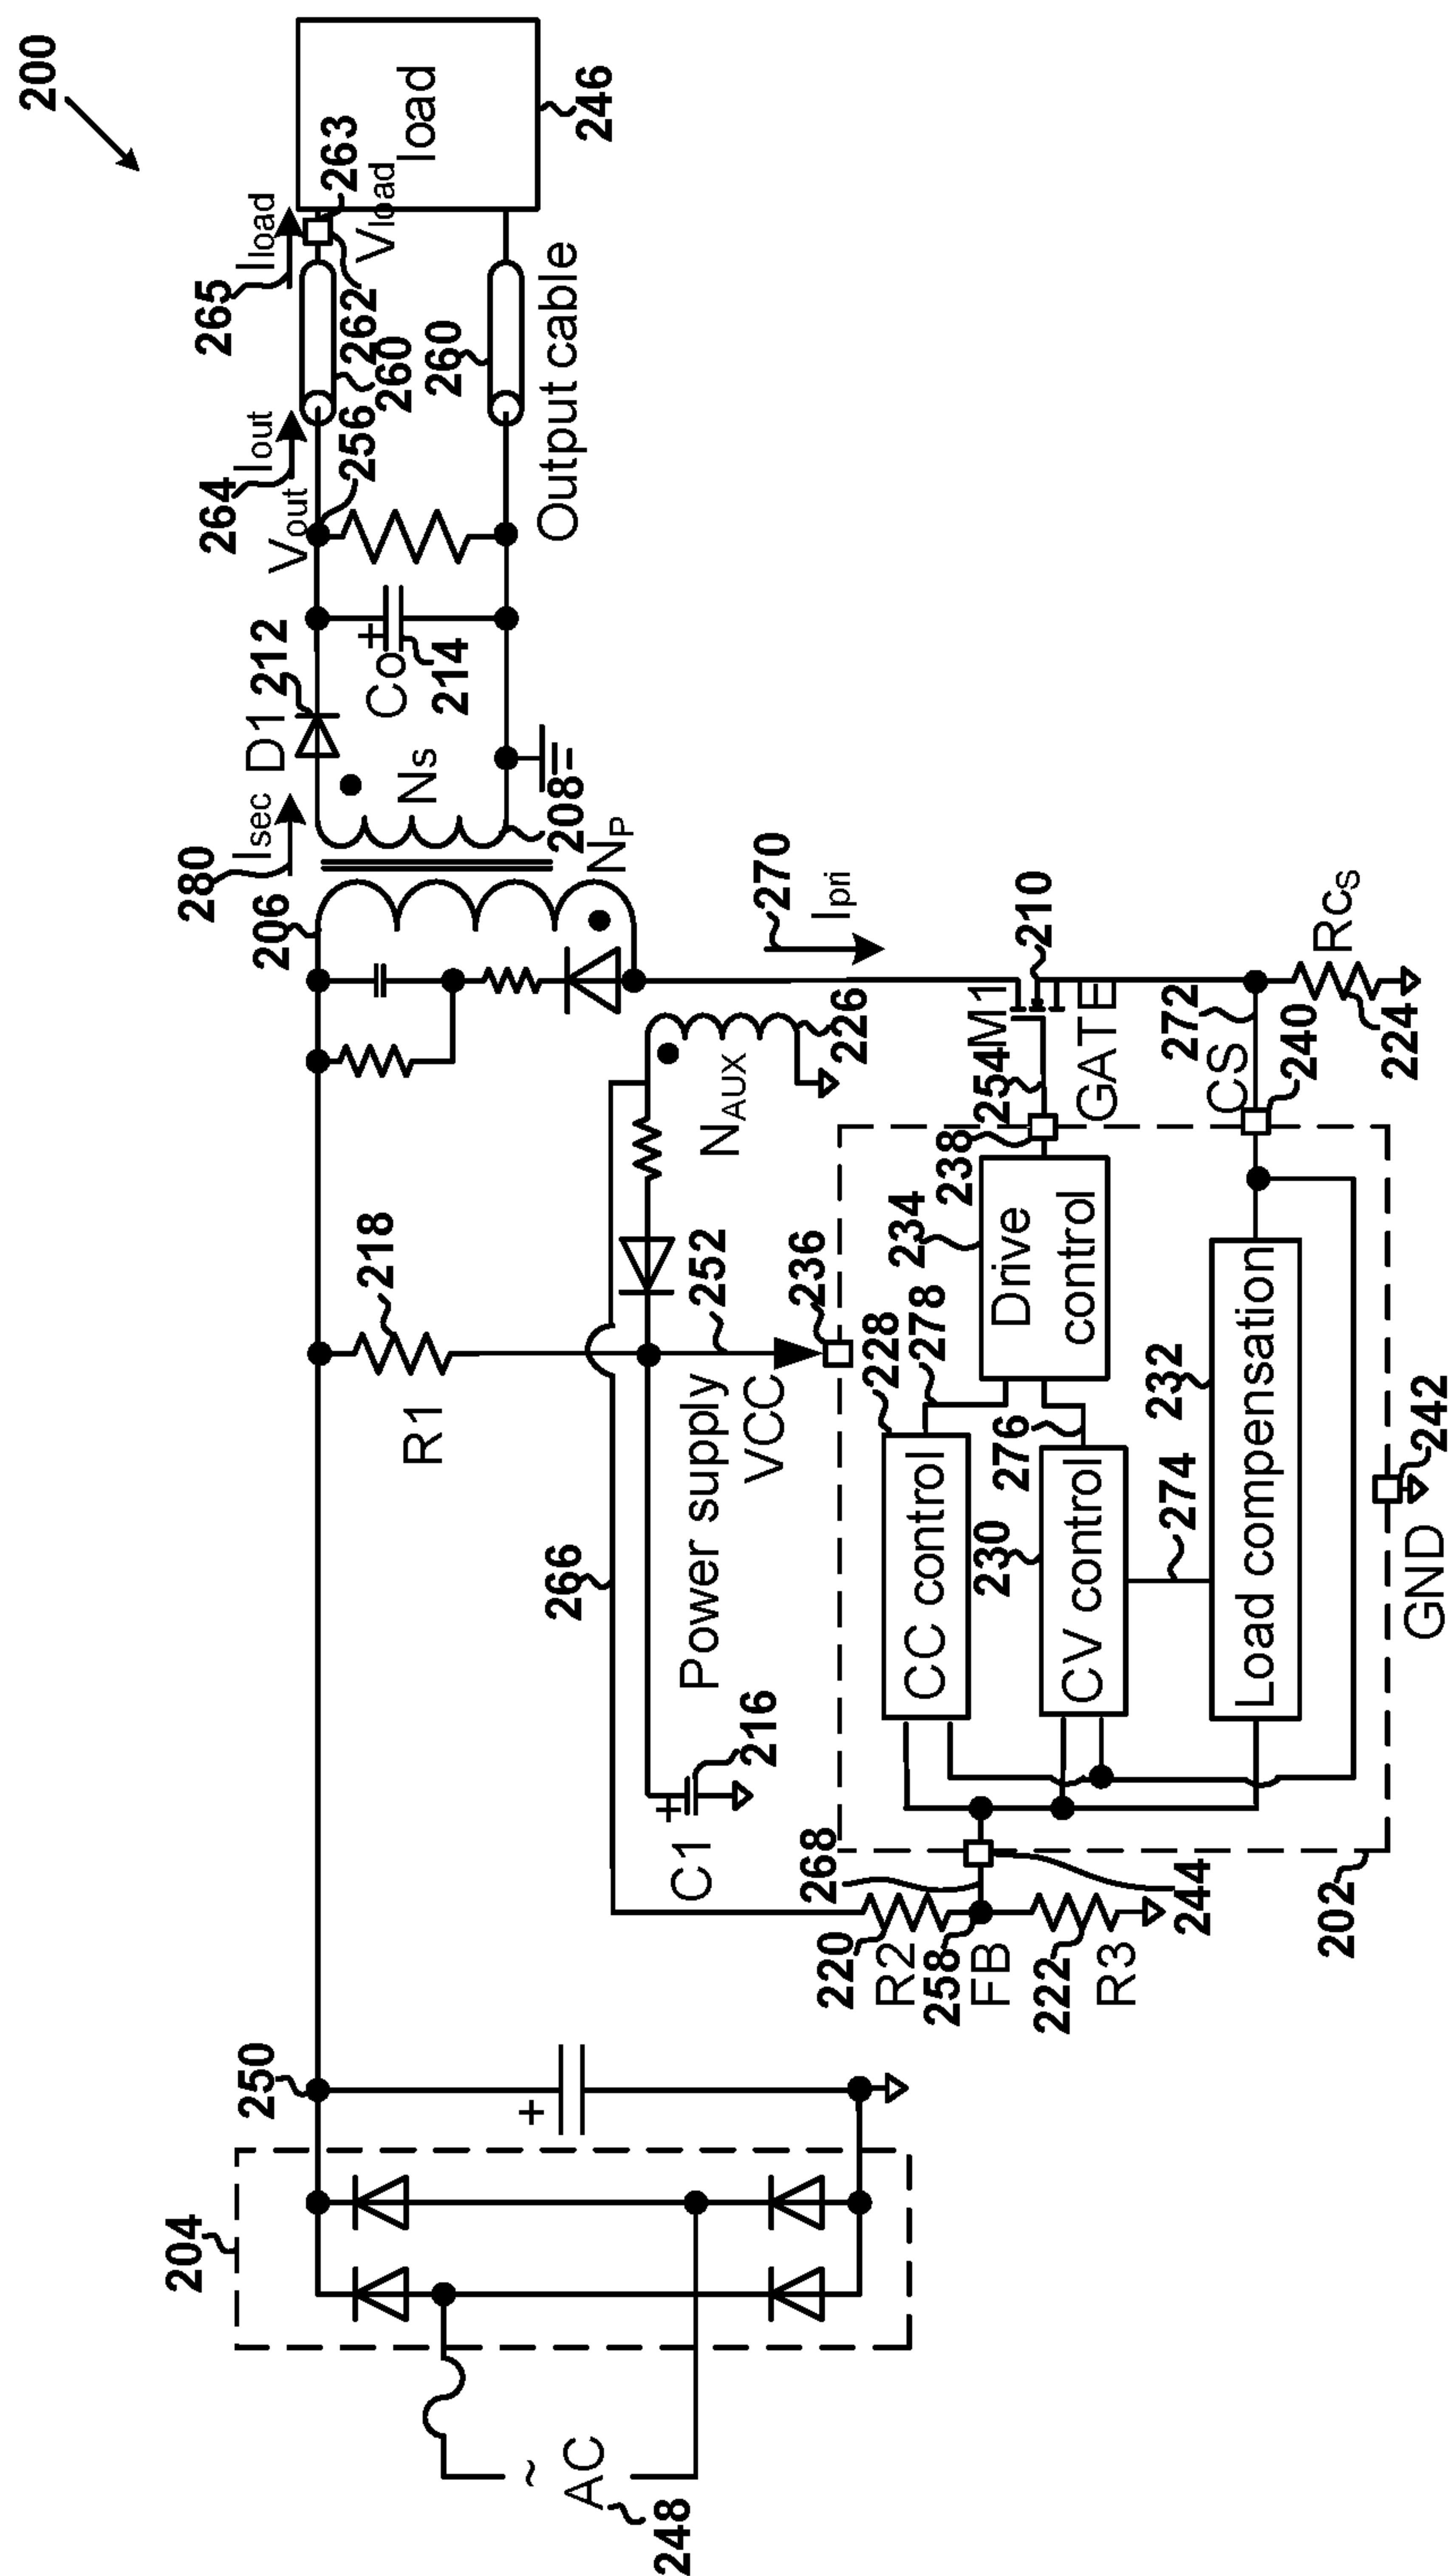 200
204
AC
~
248
250
+
R1
218
206
280
Isec
D1
212
Ns
208
NP
Co
+
214
Vout
264
Iout
256
265
Iload
262
260
260
263
Vload
Output cable
load
246
266
C1
+
216
Power supply
VCC
252
236
NAUX
226
270
Ipri
M1
210
254
GATE
238
234
Drive control
228
278
CC control
276
230
CV control
274
232
Load compensation
CS
272
240
RCS
224
220
R2
268
258
FB
244
222
R3
202
GND
242